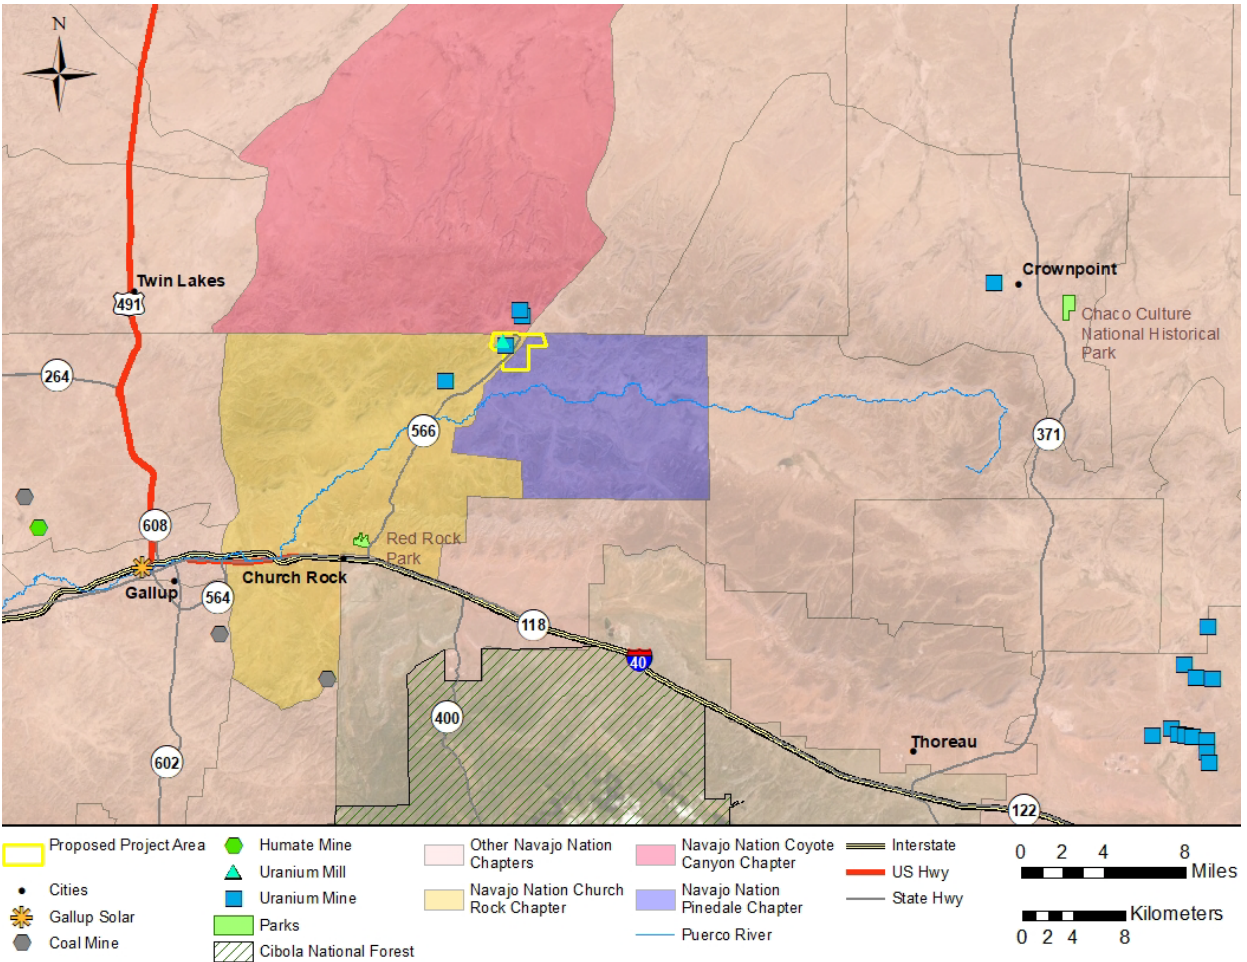 N
Twin Lakes
491
Crownpoint
Chaco Culture
National Historical
Park
264
566
371
608
Red Rock
Park
Church Rock
Gallup
564
118
40
400
Thoreau
602
122
Proposed Project Area
Cities
Gallup Solar
Coal Mine
Humate Mine
Uranium Mill
Uranium Mine
Parks
Cibola National Forest
Other Navajo Nation
Chapters
Navajo Nation Church
Rock Chapter
Navajo Nation Coyote
Canyon Chapter
Navajo Nation
Pinedale Chapter
Puerco River
Interstate
US Hwy
State Hwy
0 2 4 8
Miles
Kilometers
0 2 4 8